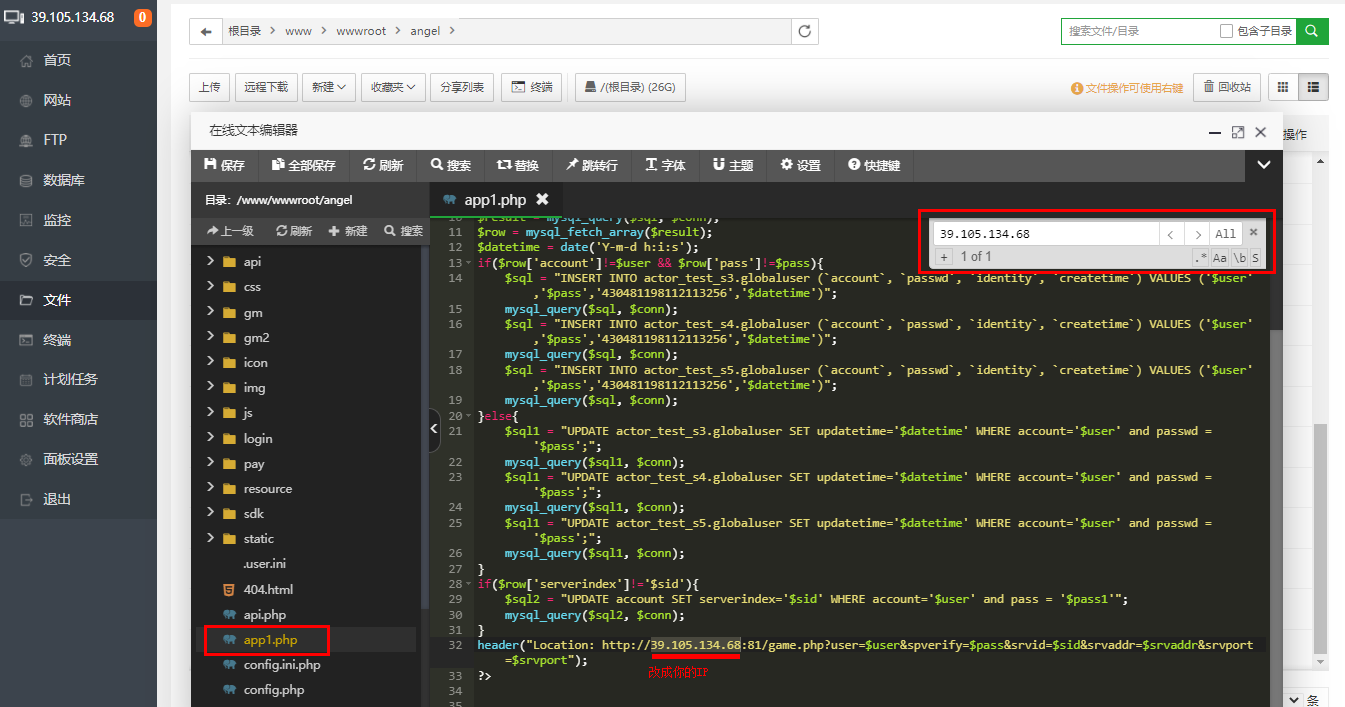 39.105.134.68 0
首页
网站
FTP
数据库
监控
安全
文件
终端
计划任务
软件商店
面板设置
退出
根目录 > www > wwwroot > angel >
搜索文件/目录 包含子目录
上传 远程下载 新建 收藏夹 分享列表 终端 /(根目录) (26G) 文件操作可使用右键 回收站
操作
在线文本编辑器
保存 全部保存 刷新 搜索 替换 跳转行 字体 主题 设置 快捷键
目录: /www/wwwroot/angel
上一级 刷新 新建 搜索
api
css
gm
gm2
icon
img
js
login
pay
resource
sdk
static
.user.ini
404.html
api.php
app1.php
config.ini.php
config.php
app1.php
39.105.134.68 All
+ 1 of 1 .* Aa \b S
10 $result = mysql_query($sql, $conn);
11 $row = mysql_fetch_array($result);
12 $datetime = date('Y-m-d h:i:s');
13 if($row['account']!=$user && $row['pass']!=$pass){
14 $sql = "INSERT INTO actor_test_s3.globaluser (`account`, `passwd`, `identity`, `createtime`) VALUES ('$user'
,'$pass','430481198112113256','$datetime')";
15 mysql_query($sql, $conn);
16 $sql = "INSERT INTO actor_test_s4.globaluser (`account`, `passwd`, `identity`, `createtime`) VALUES ('$user'
,'$pass','430481198112113256','$datetime')";
17 mysql_query($sql, $conn);
18 $sql = "INSERT INTO actor_test_s5.globaluser (`account`, `passwd`, `identity`, `createtime`) VALUES ('$user'
,'$pass','430481198112113256','$datetime')";
19 mysql_query($sql, $conn);
20 }else{
21 $sql1 = "UPDATE actor_test_s3.globaluser SET updatetime='$datetime' WHERE account='$user' and passwd =
'$pass';";
22 mysql_query($sql1, $conn);
23 $sql1 = "UPDATE actor_test_s4.globaluser SET updatetime='$datetime' WHERE account='$user' and passwd =
'$pass';";
24 mysql_query($sql1, $conn);
25 $sql1 = "UPDATE actor_test_s5.globaluser SET updatetime='$datetime' WHERE account='$user' and passwd =
'$pass';";
26 mysql_query($sql1, $conn);
27 }
28 if($row['serverindex']!='$sid'){
29 $sql2 = "UPDATE account SET serverindex='$sid' WHERE account='$user' and pass = '$pass1'";
30 mysql_query($sql2, $conn);
31 }
32 header("Location: http://39.105.134.68:81/game.php?user=$user&spverify=$pass&srvid=$sid&srvaddr=$srvaddr&srvport
=$srvport");
改成你的IP
33 ?>
34
35
条